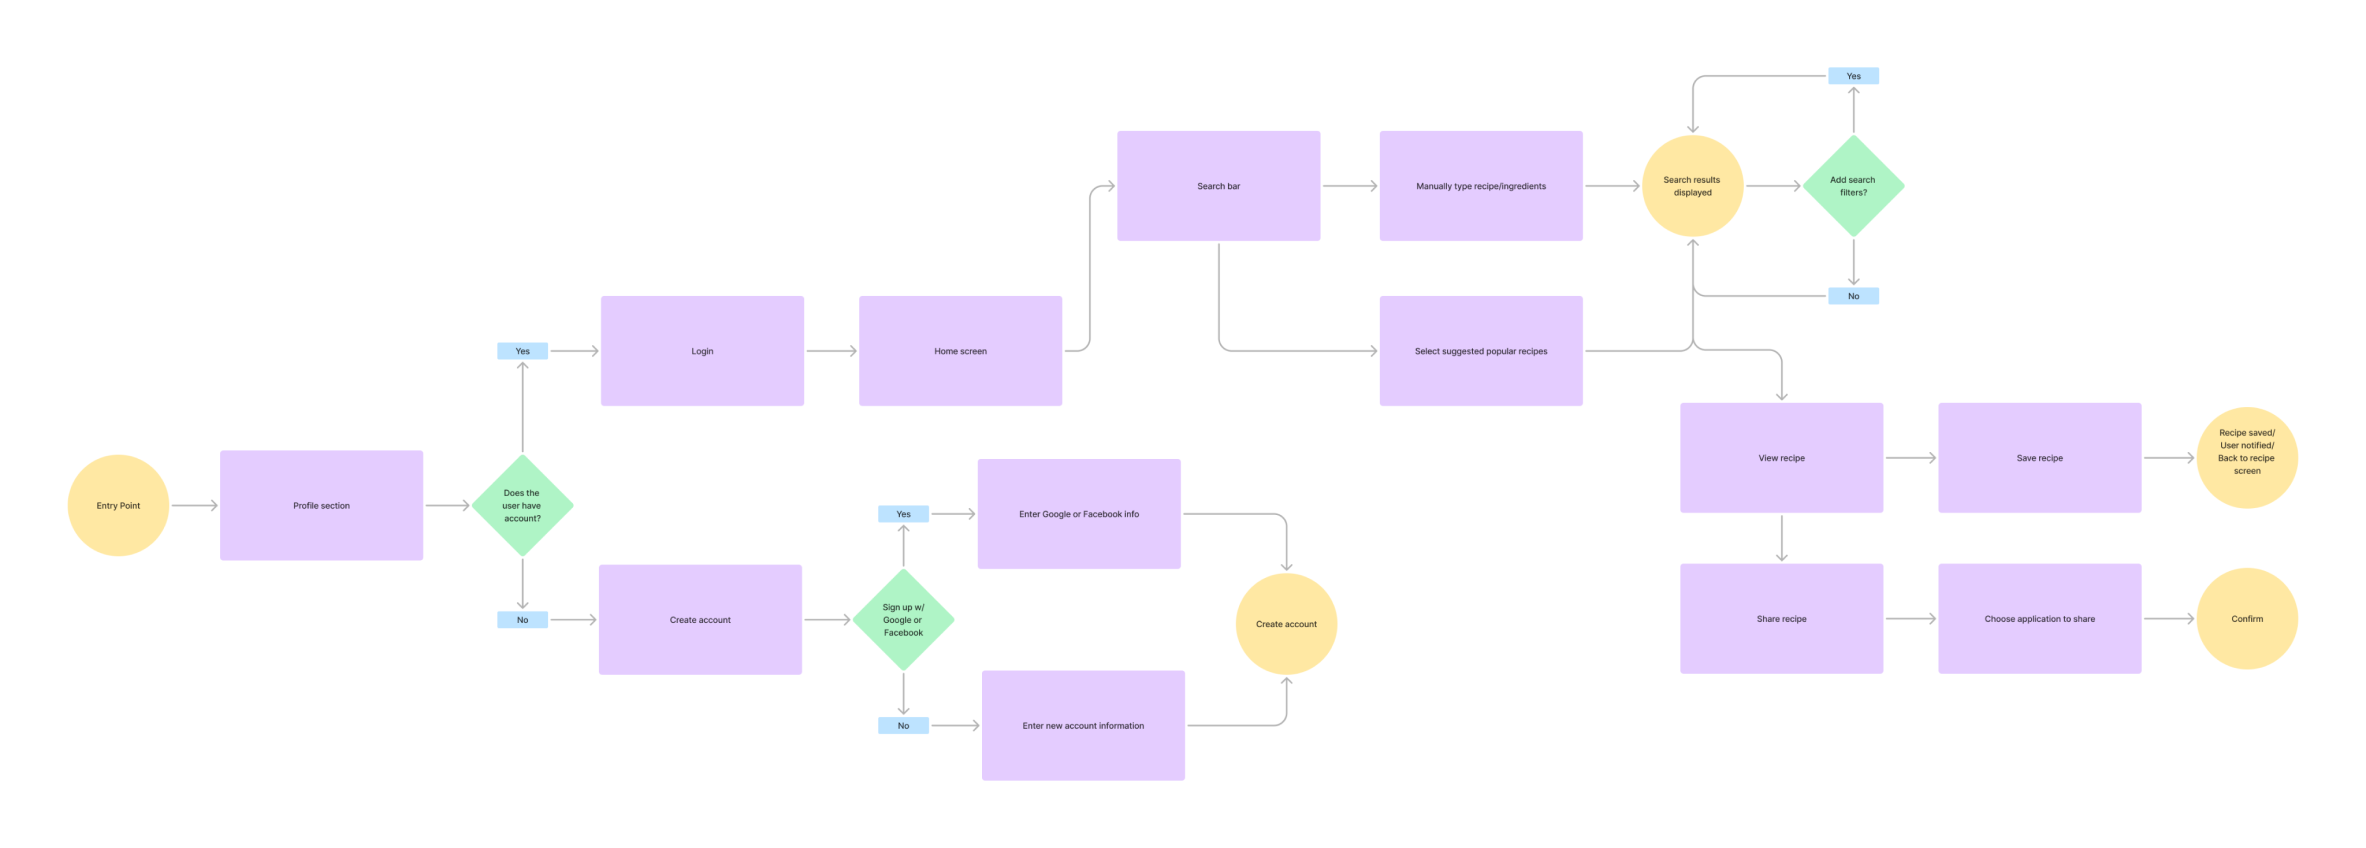 Yes
Search bar
Manually type recipe/ingredients
Search results
displayed
Add search
filters?
No
Yes
Login
Home screen
Select suggested popular recipes
View recipe
Save recipe
Recipe saved/
User notified/
Back to recipe
screen
Entry Point
Profile section
Does the
user have
account?
Yes
Enter Google or Facebook info
No
Create account
Sign up w/
Google or
Facebook
Create account
Share recipe
Choose application to share
Confirm
No
Enter new account information